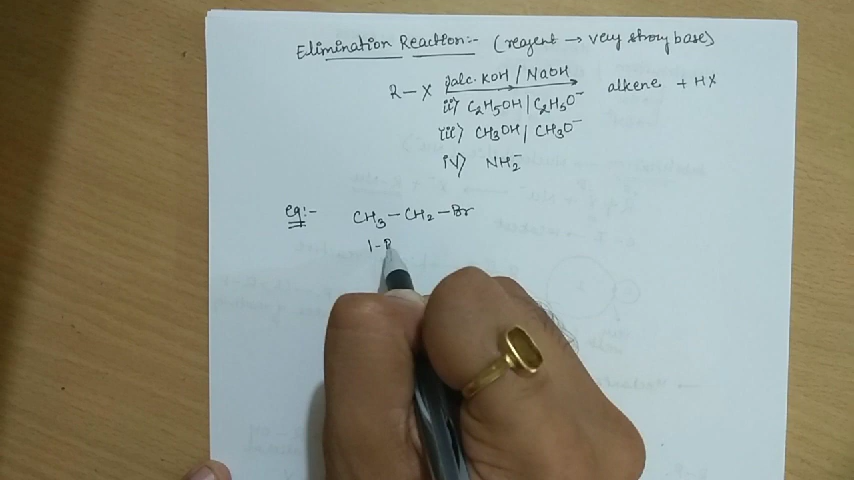 Elimination Reaction:- (reagent → very strong base)
R-X i) alc. KOH / NaOH → alkene + HX
ii) C₂H₅OH / C₂H₅O⁻
iii) CH₃OH / CH₃O⁻
iv) NH₂⁻
eg:- CH₃-CH₂-Br
1-B